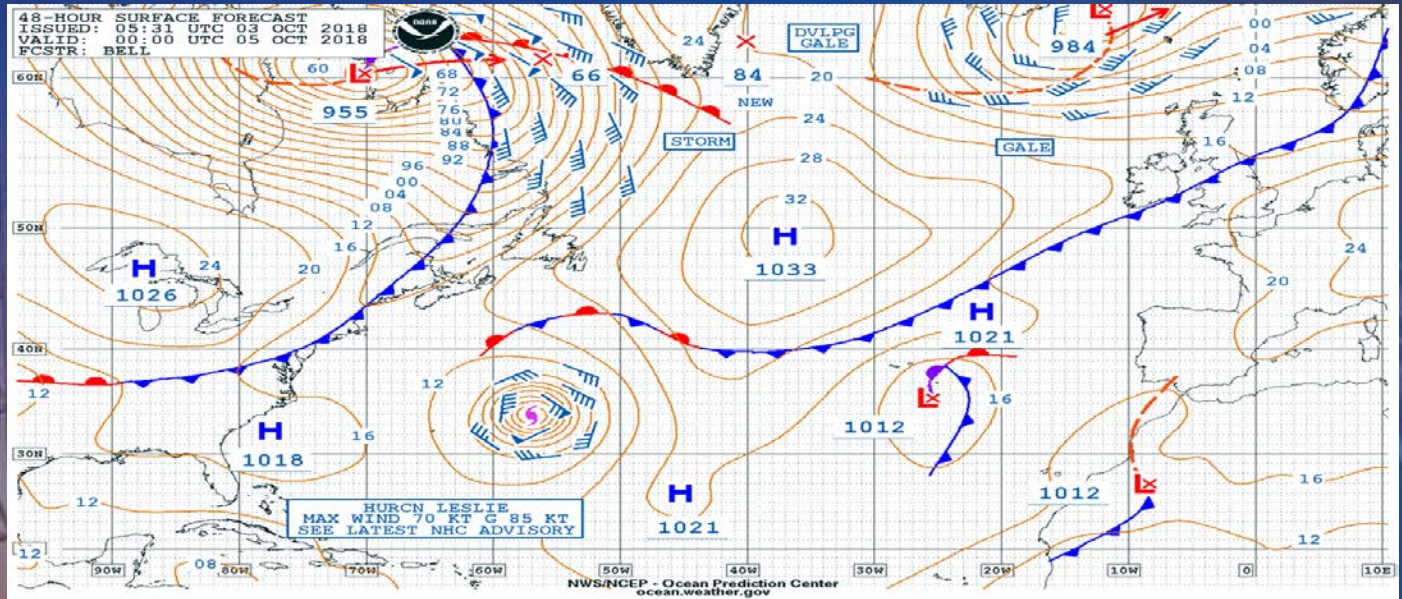 48-HOUR SURFACE FORECAST
ISSUED: 05:31 UTC 03 OCT 2018
VALID: 00:00 UTC 05 OCT 2018
FCSTR: BELL
NOAA
24
DVLPG
GALE
L
984
00
04
08
12
60
L
955
68
72
76
80
84
88
92
96
00
04
08
12
16
66
84
NEW
20
24
STORM
GALE
28
32
16
60N
50N
40N
30N
H
1026
24
20
H
1033
H
1021
24
20
12
12
16
L
1012
12
H
1018
16
H
1021
1012
L
16
12
12
HURCN LESLIE
MAX WIND 70 KT G 85 KT
SEE LATEST NHC ADVISORY
12
08
90W
80W
70W
60W
50W
40W
30W
20W
10W
0
10E
NWS/NCEP - Ocean Prediction Center
ocean.weather.gov